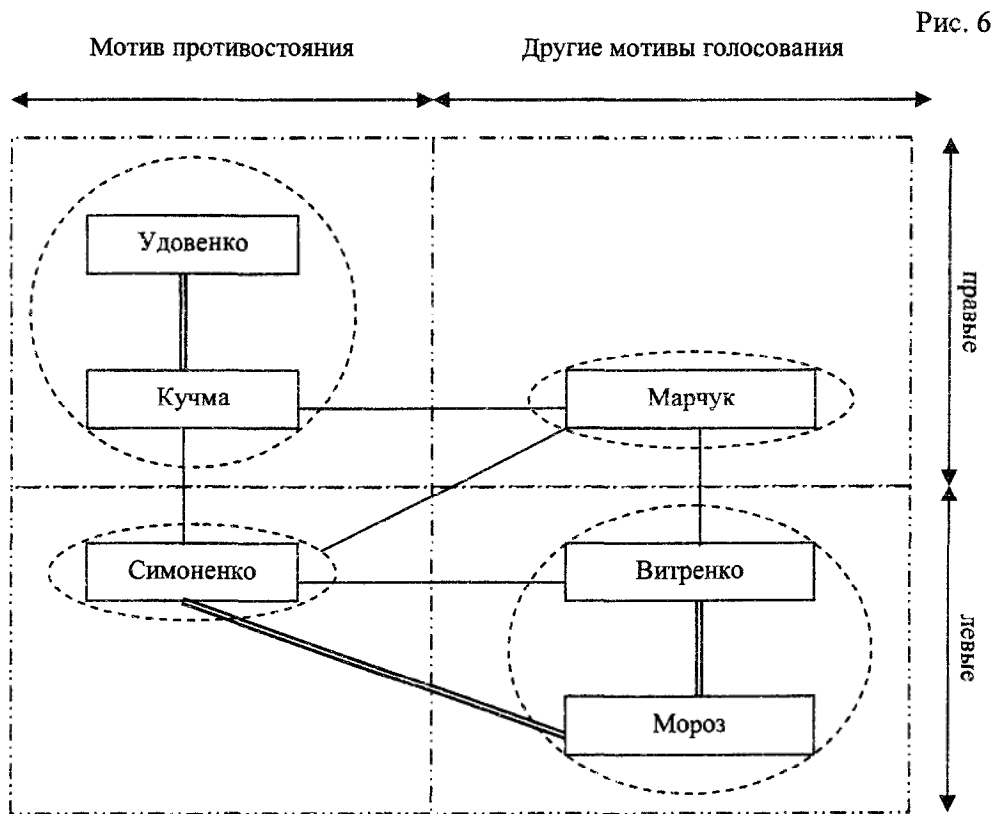 Рис. 6
Мотив противостояния
Другие мотивы голосования
Удовенко
Кучма
Марчук
правые
Симоненко
Витренко
левые
Мороз